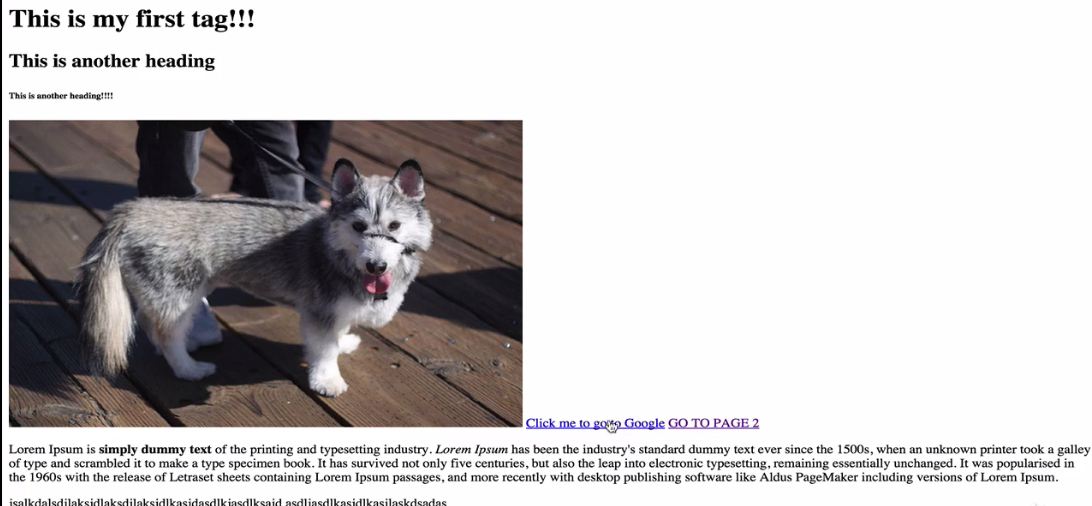 This is my first tag!!!
This is another heading
This is another heading!!!!
Click me to go to Google GO TO PAGE 2
Lorem Ipsum is simply dummy text of the printing and typesetting industry. Lorem Ipsum has been the industry's standard dummy text ever since the 1500s, when an unknown printer took a galley
of type and scrambled it to make a type specimen book. It has survived not only five centuries, but also the leap into electronic typesetting, remaining essentially unchanged. It was popularised in
the 1960s with the release of Letraset sheets containing Lorem Ipsum passages, and more recently with desktop publishing software like Aldus PageMaker including versions of Lorem Ipsum.